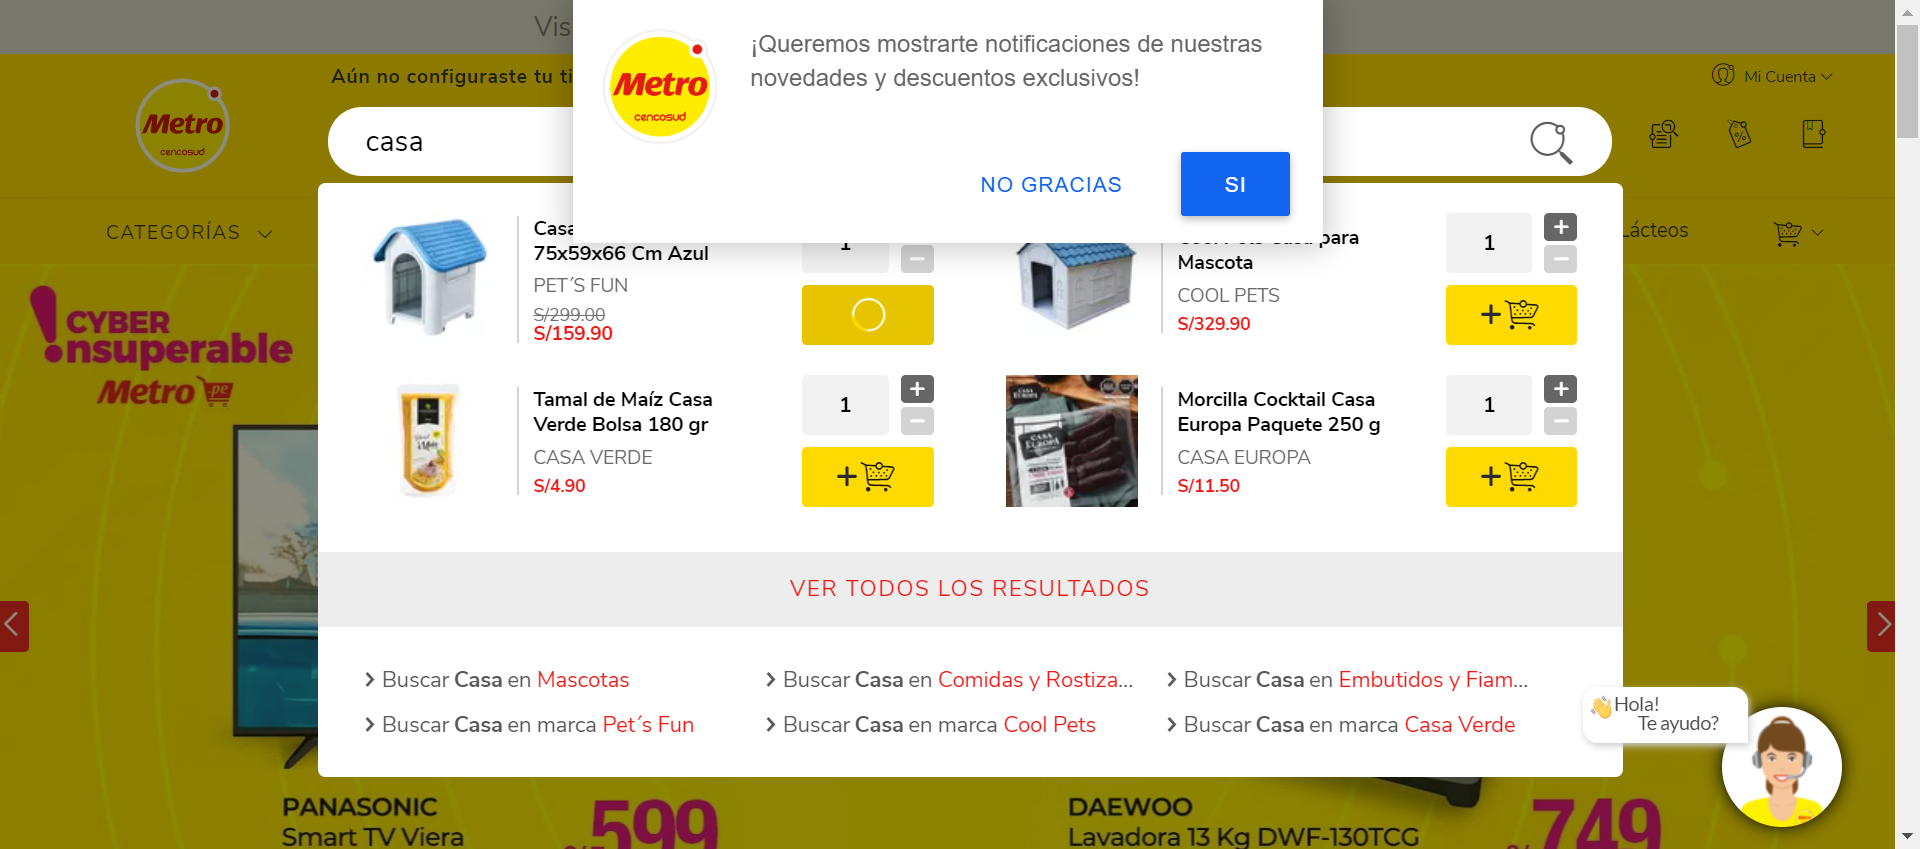 Vis
¡Queremos mostrarte notificaciones de nuestras
novedades y descuentos exclusivos!
Metro
cencosud
NO GRACIAS
SI
Aún no configuraste tu ti
Mi Cuenta
Metro
cencosud
casa
CATEGORÍAS
Lácteos
Casa
75x59x66 Cm Azul
PET´S FUN
S/299.00
S/159.90
1
Cool Pets Casa para
Mascota
COOL PETS
S/329.90
1
Tamal de Maíz Casa
Verde Bolsa 180 gr
CASA VERDE
S/4.90
1
Morcilla Cocktail Casa
Europa Paquete 250 g
CASA EUROPA
S/11.50
1
CASA
EUROPA
CYBER
!nsuperable
Metro pe
VER TODOS LOS RESULTADOS
Buscar Casa en Mascotas
Buscar Casa en Comidas y Rostiza...
Buscar Casa en Embutidos y Fiam...
Buscar Casa en marca Pet´s Fun
Buscar Casa en marca Cool Pets
Buscar Casa en marca Casa Verde
Hola!
Te ayudo?
PANASONIC
Smart TV Viera
599
DAEWOO
Lavadora 13 Kg DWF-130TCG
749